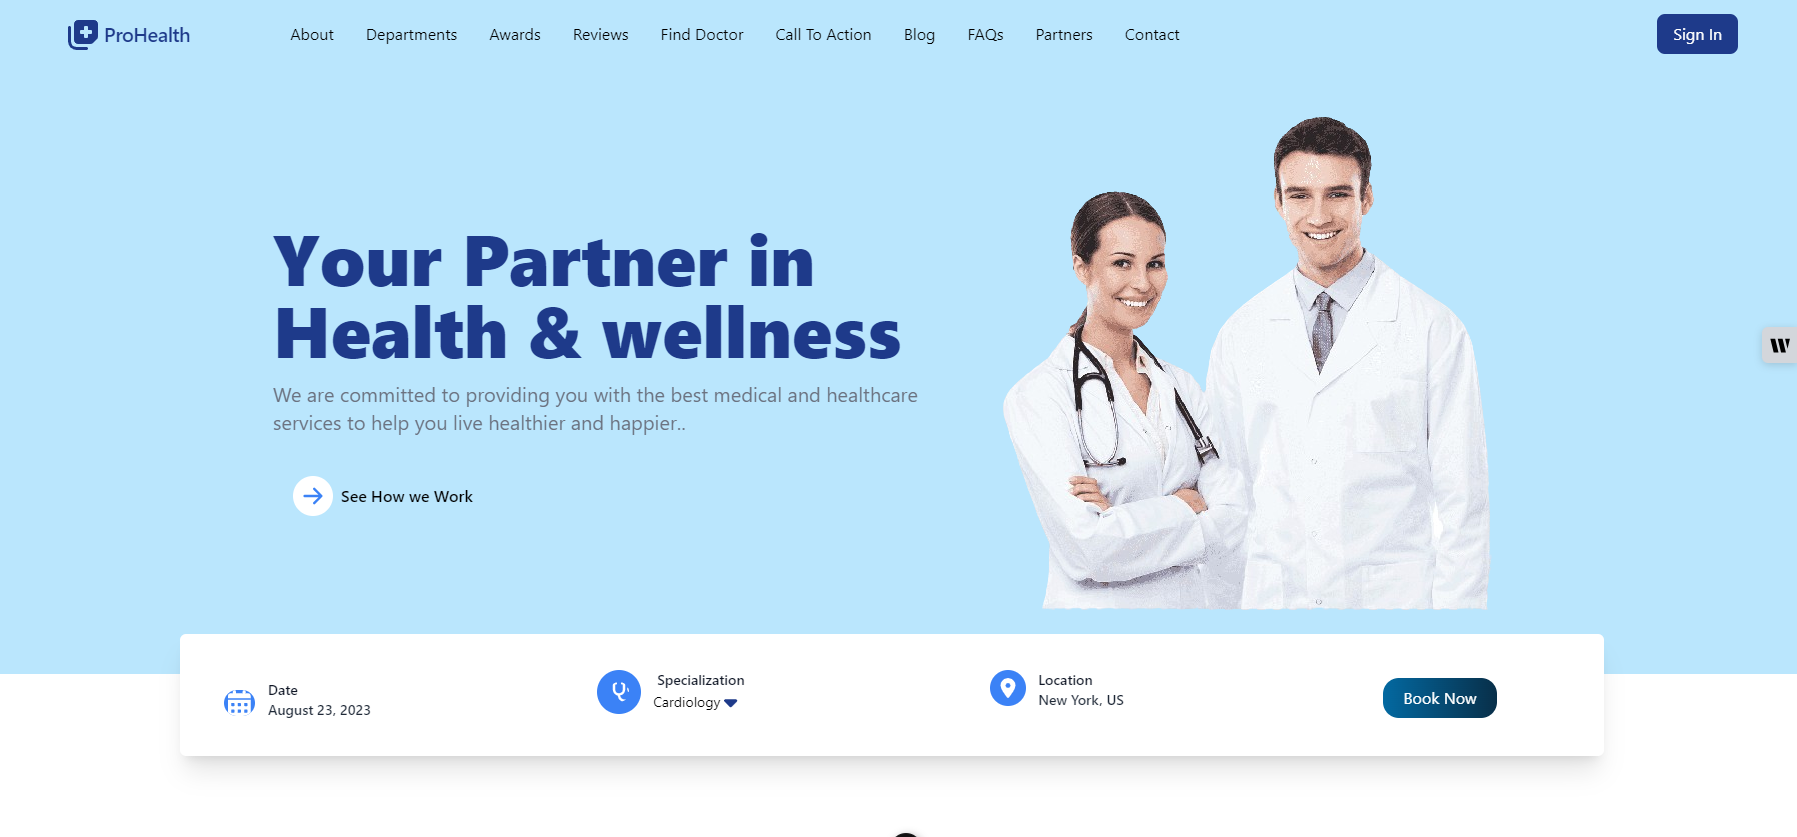 ProHealth
About
Departments
Awards
Reviews
Find Doctor
Call To Action
Blog
FAQs
Partners
Contact
Sign In
Your Partner in
Health & wellness
We are committed to providing you with the best medical and healthcare
services to help you live healthier and happier..
See How we Work
W
Date
August 23, 2023
Specialization
Cardiology
Location
New York, US
Book Now